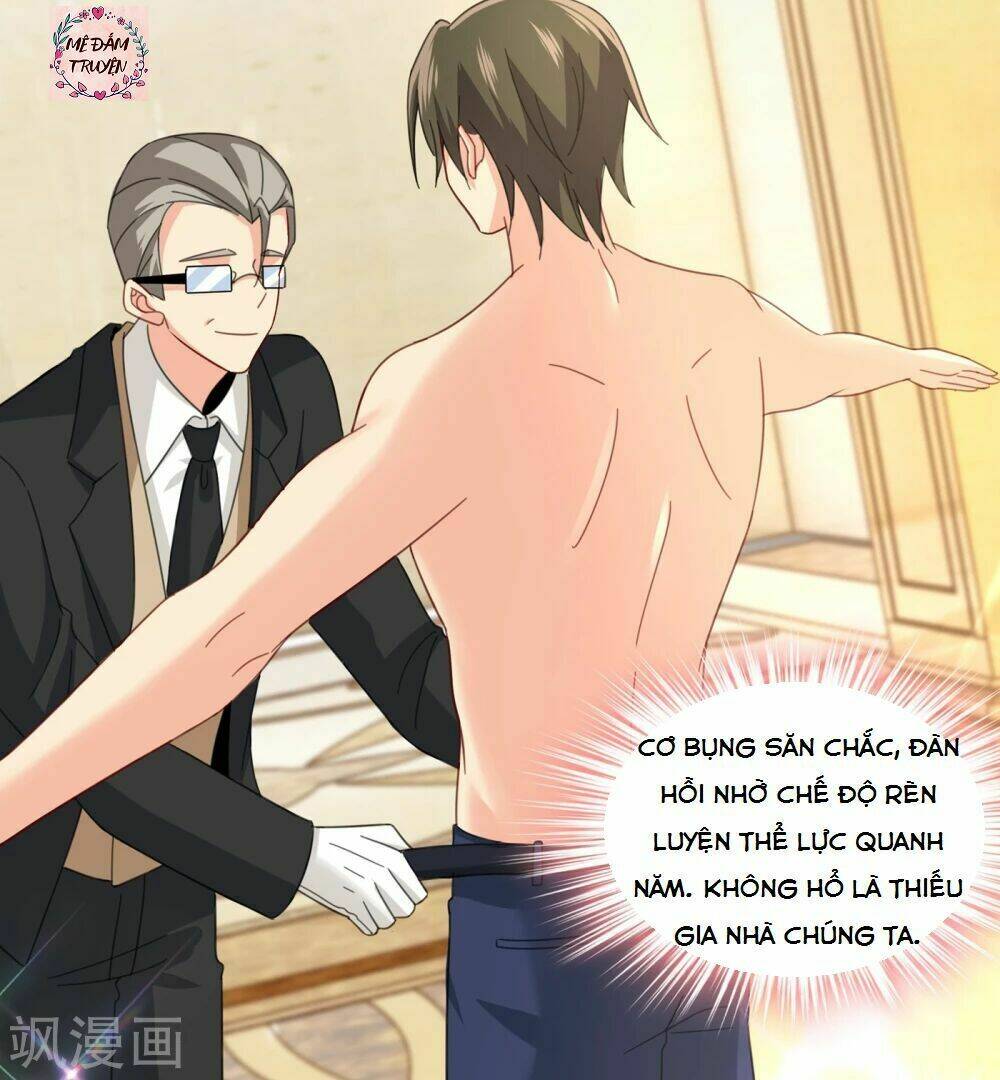 MÊ ĐẮM
TRUYỆN
CƠ BỤNG SĂN CHẮC, ĐÀN
HỒI NHỜ CHẾ ĐỘ RÈN
LUYỆN THỂ LỰC QUANH
NĂM. KHÔNG HỔ LÀ THIẾU
GIA NHÀ CHÚNG TA.
飒漫画